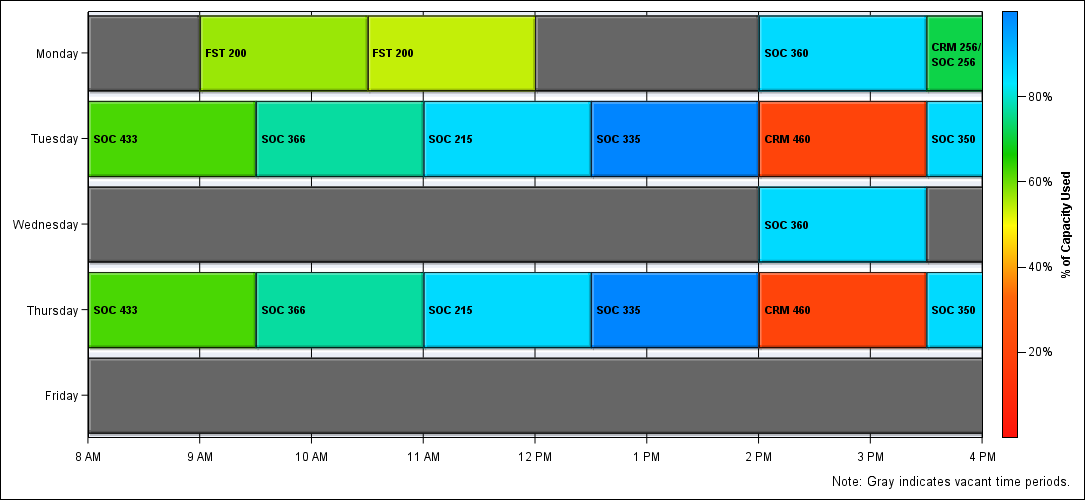 Monday
FST 200
FST 200
SOC 360
CRM 256/
SOC 256
Tuesday
SOC 433
SOC 366
SOC 215
SOC 335
CRM 460
SOC 350
Wednesday
SOC 360
Thursday
SOC 433
SOC 366
SOC 215
SOC 335
CRM 460
SOC 350
Friday
8 AM
9 AM
10 AM
11 AM
12 PM
1 PM
2 PM
3 PM
4 PM
80%
60%
40%
20%
% of Capacity Used
Note: Gray indicates vacant time periods.